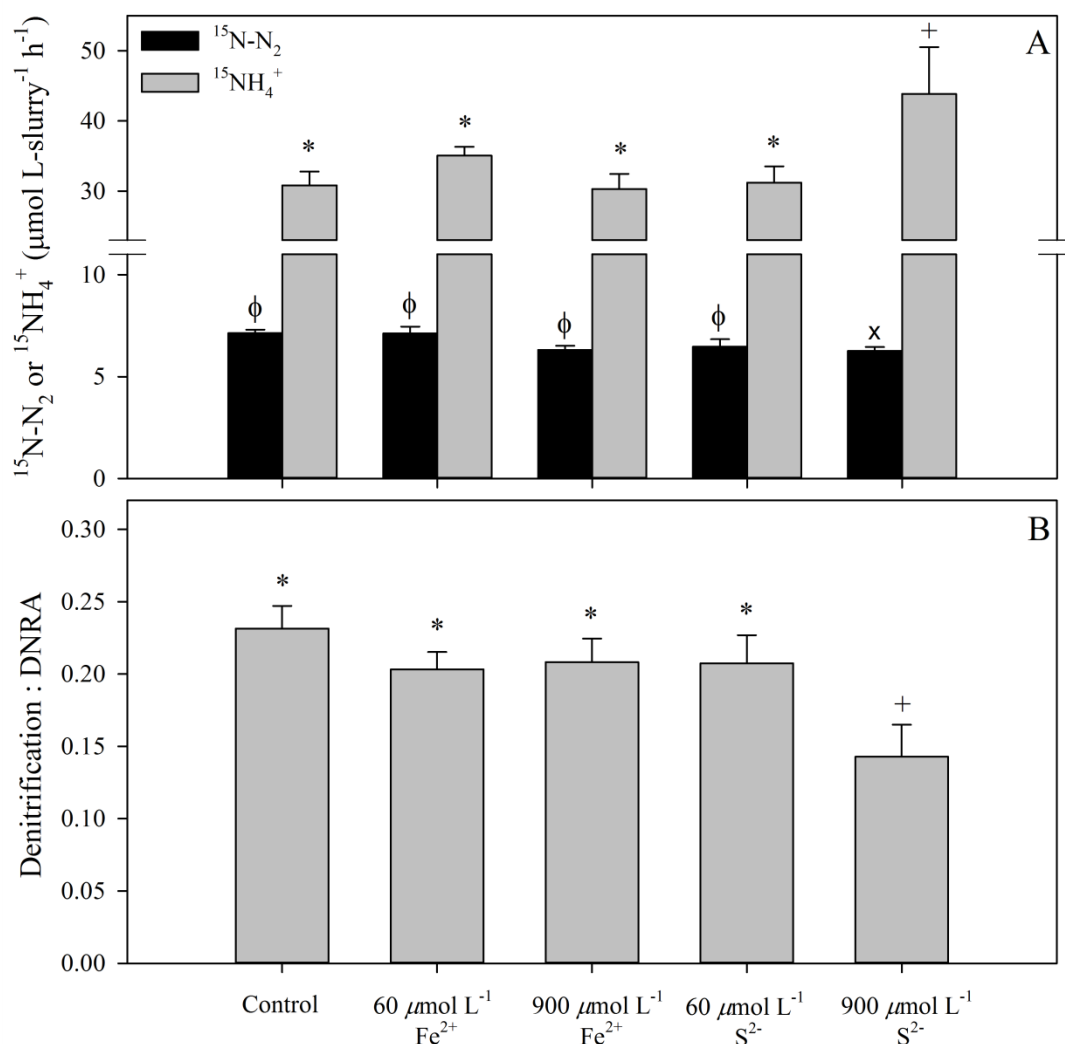 ¹⁵N-N₂ or ¹⁵NH₄⁺ (μmol L-slurry⁻¹ h⁻¹)
¹⁵N-N₂
¹⁵NH₄⁺
A
50
40
30
10
5
0
* * * * +
ϕ ϕ ϕ ϕ x
Denitrification : DNRA
B
0.30
0.25
0.20
0.15
0.10
0.05
0.00
* * * * +
Control
60 μmol L⁻¹
Fe²⁺
900 μmol L⁻¹
Fe²⁺
60 μmol L⁻¹
S²⁻
900 μmol L⁻¹
S²⁻